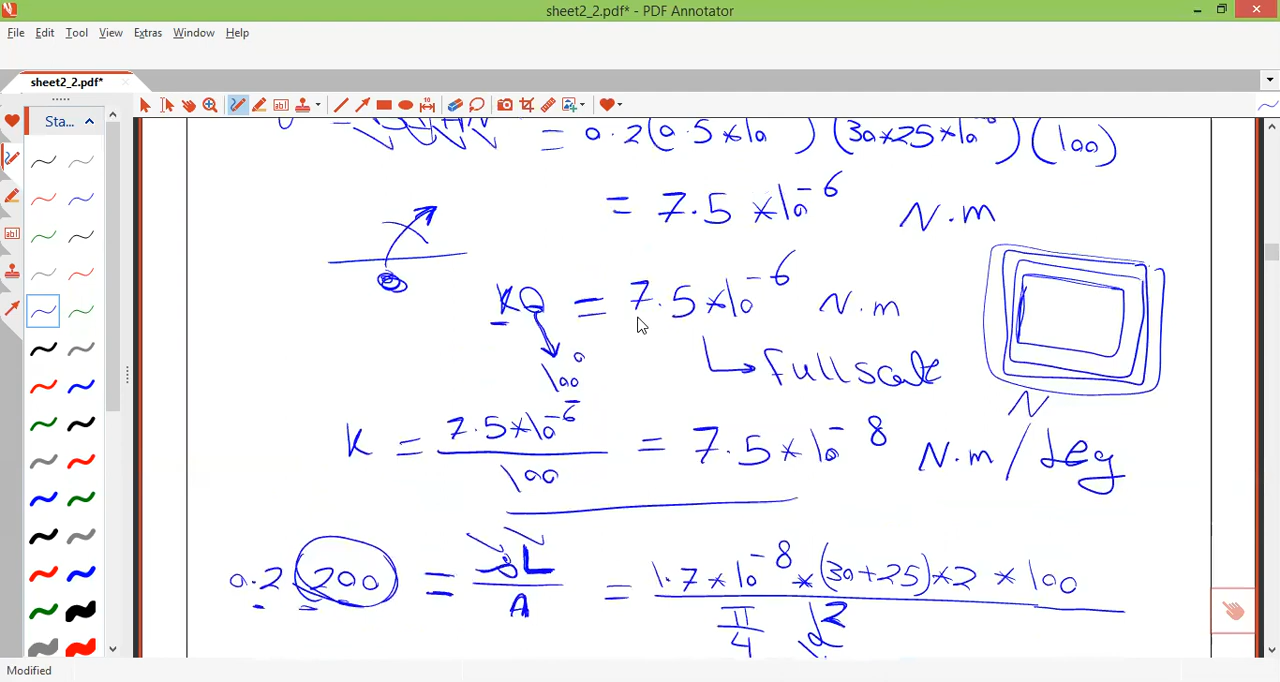 sheet2_2.pdf* - PDF Annotator
File Edit Tool View Extras Window Help
sheet2_2.pdf*
Sta...
= 0.2(0.5*10 ) (30*25*10⁻⁶) (100)
= 7.5 *10⁻⁶ N.m
Kθ = 7.5*10⁻⁶ N.m
100°
full scale
N
K = 7.5*10⁻⁶ / 100 = 7.5*10⁻⁸ N.m / deg
0.2 200 = ρL / A = 1.7*10⁻⁸ * (30+25)*2 * 100 / π/4 d²
Modified